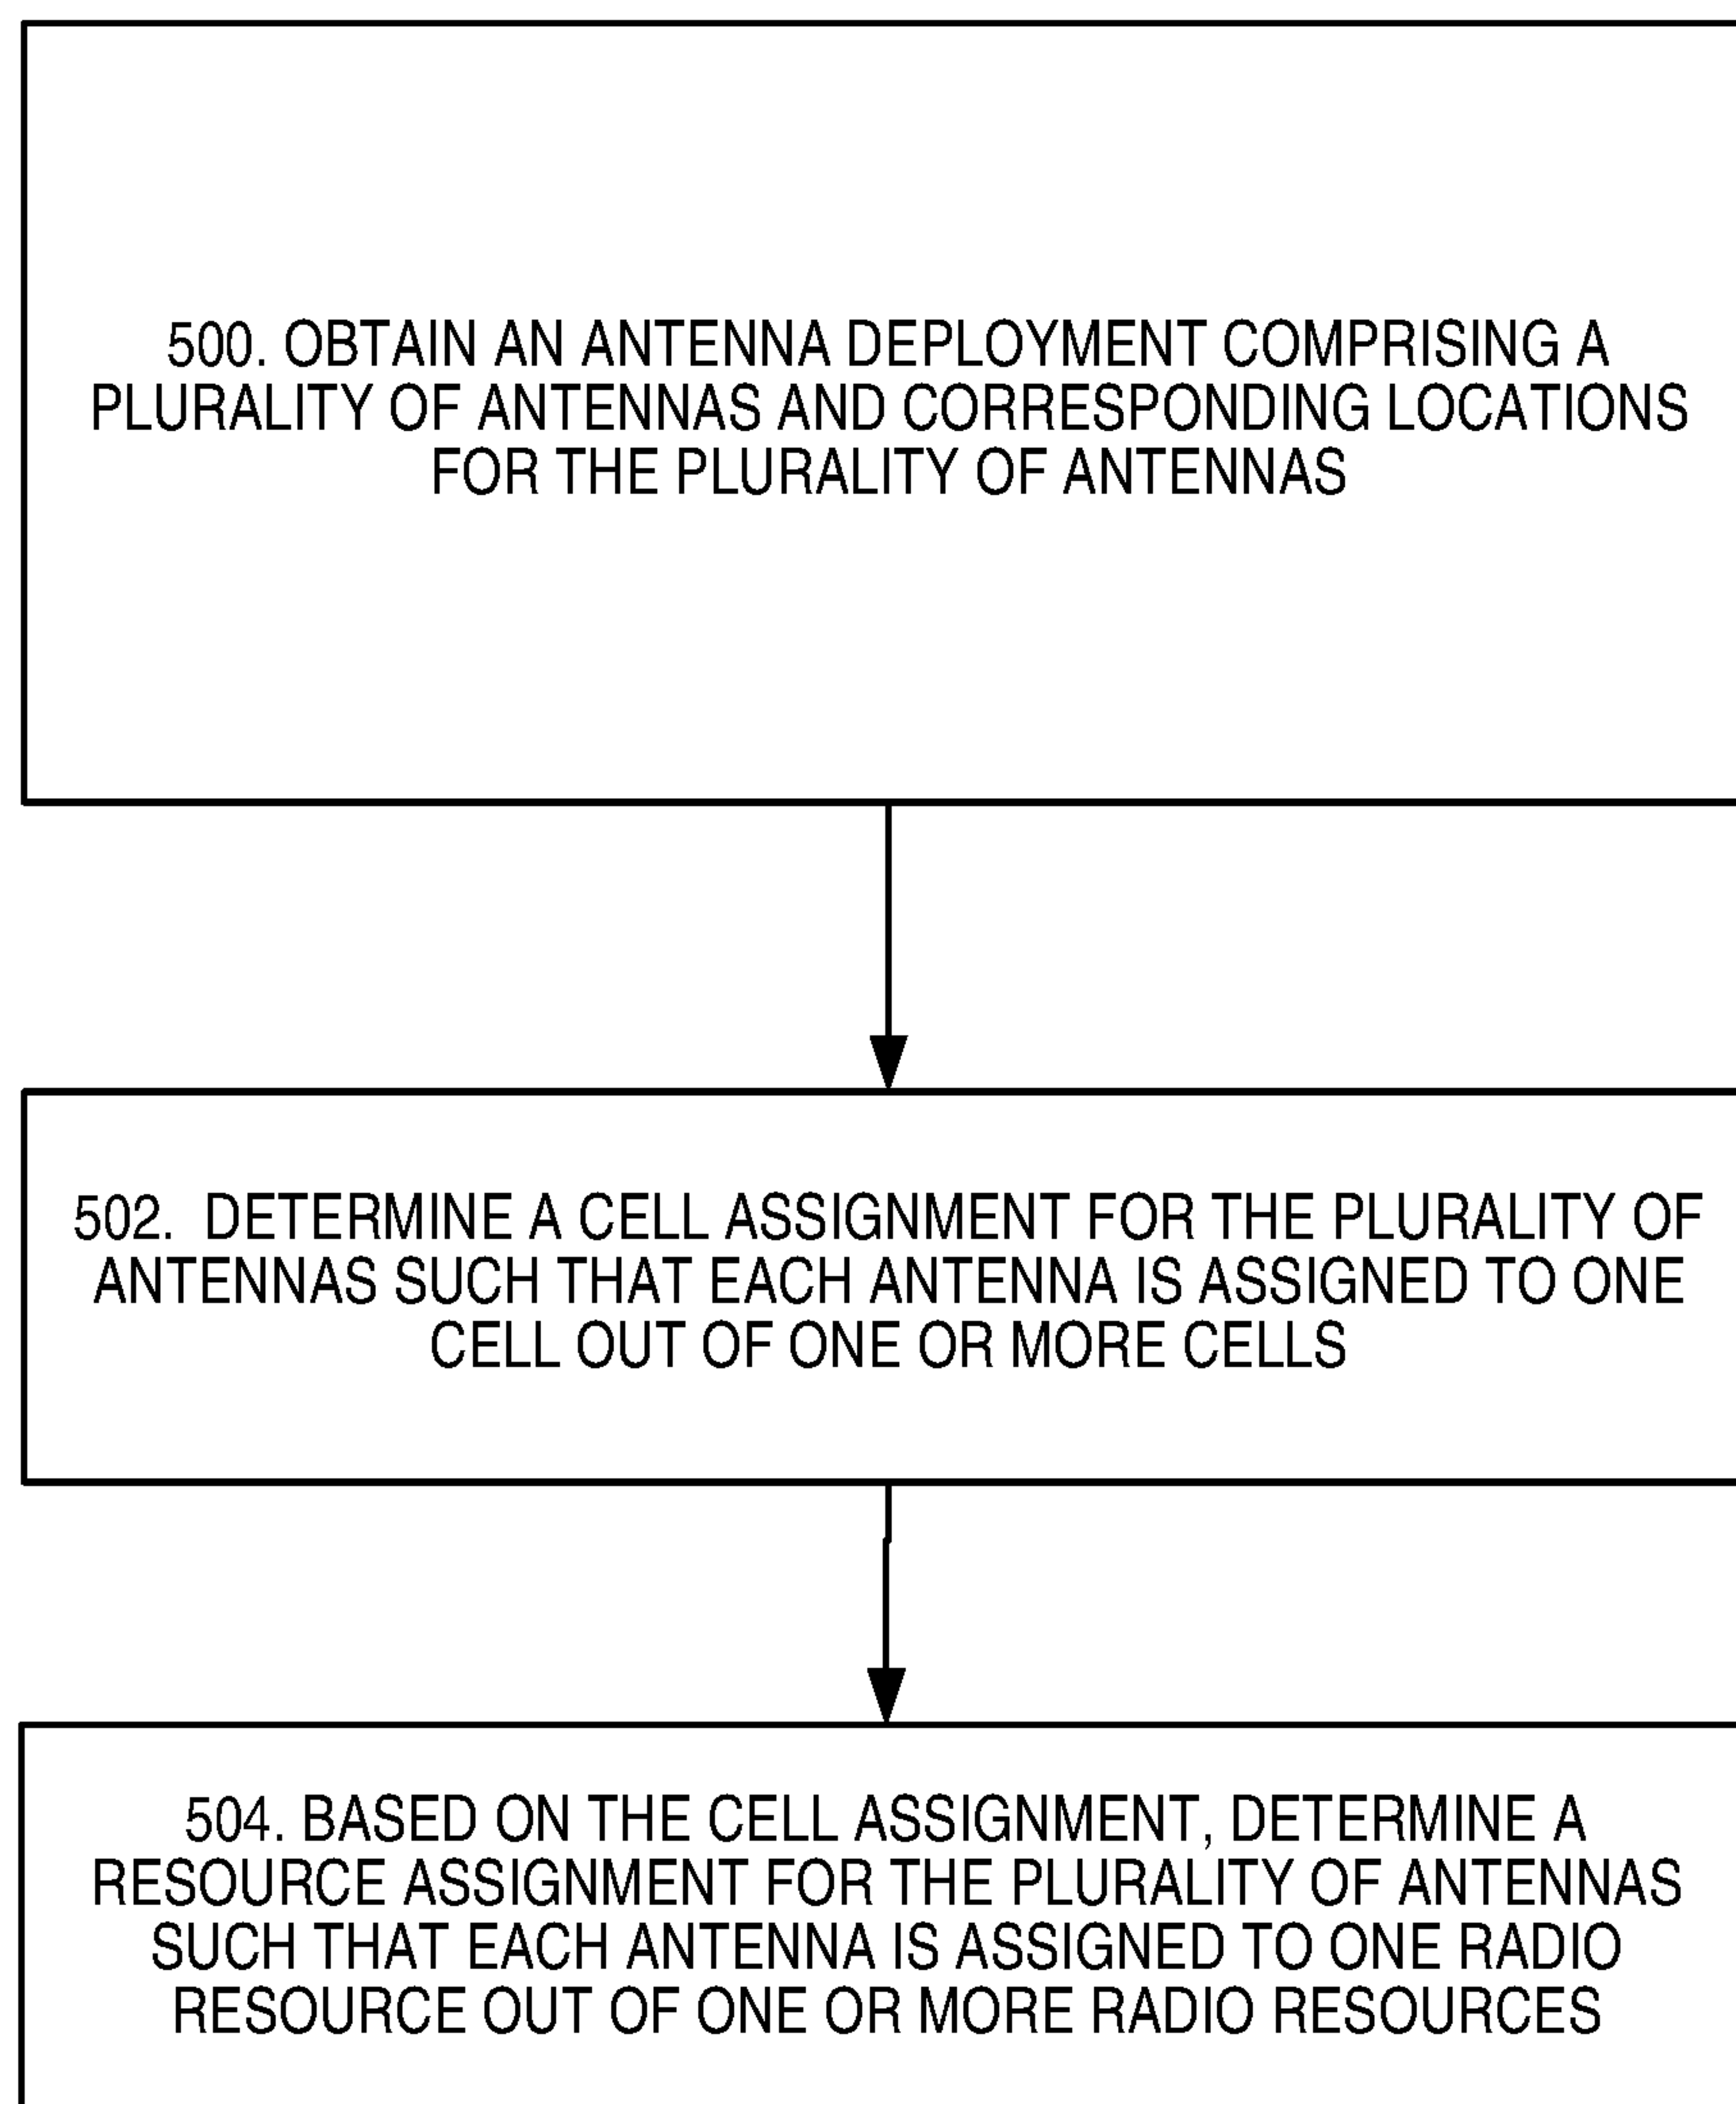 500. OBTAIN AN ANTENNA DEPLOYMENT COMPRISING A
PLURALITY OF ANTENNAS AND CORRESPONDING LOCATIONS
FOR THE PLURALITY OF ANTENNAS
502. DETERMINE A CELL ASSIGNMENT FOR THE PLURALITY OF
ANTENNAS SUCH THAT EACH ANTENNA IS ASSIGNED TO ONE
CELL OUT OF ONE OR MORE CELLS
504. BASED ON THE CELL ASSIGNMENT, DETERMINE A
RESOURCE ASSIGNMENT FOR THE PLURALITY OF ANTENNAS
SUCH THAT EACH ANTENNA IS ASSIGNED TO ONE RADIO
RESOURCE OUT OF ONE OR MORE RADIO RESOURCES